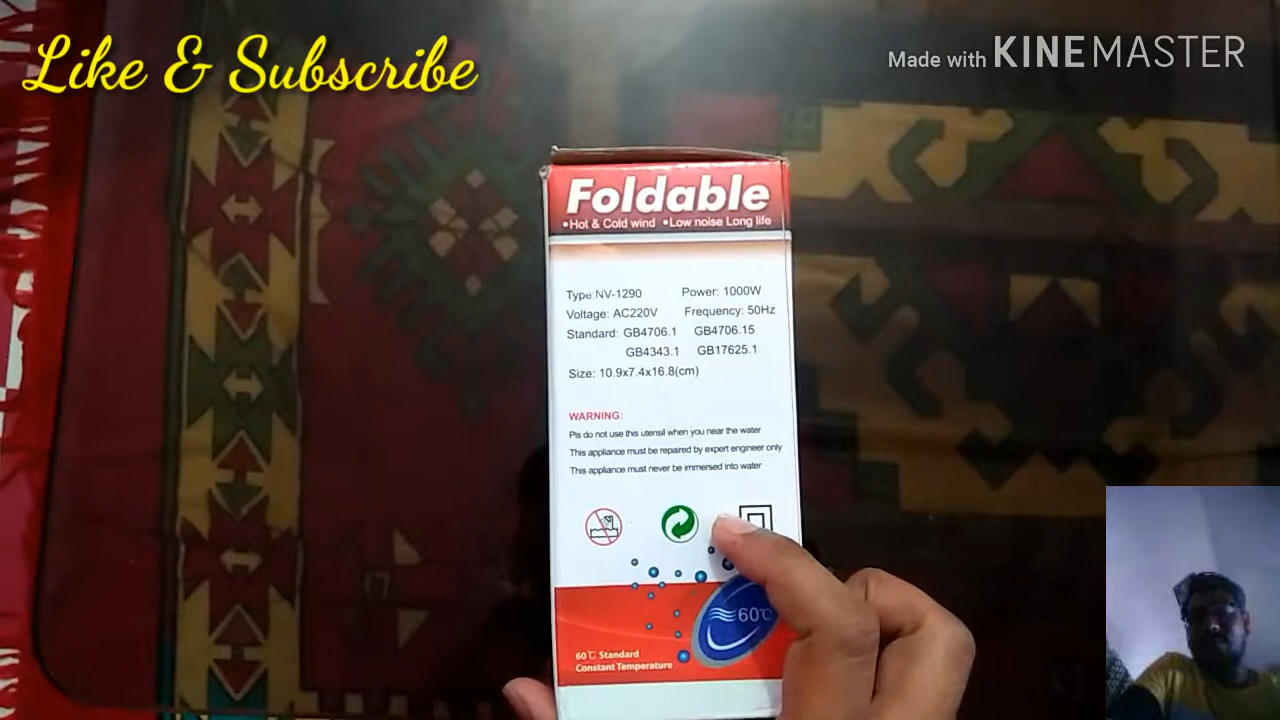 Like & Subscribe
Made with KINEMASTER
Foldable
•Hot & Cold wind •Low noise Long life
Type:NV-1290 Power: 1000W
Voltage: AC220V Frequency: 50Hz
Standard: GB4706.1 GB4706.15
GB4343.1 GB17625.1
Size: 10.9x7.4x16.8(cm)
WARNING:
Pls do not use this utensil when you near the water
This appliance must be repaired by expert engineer only
This appliance must never be immersed into water
60℃
60℃ Standard
Constant Temperature